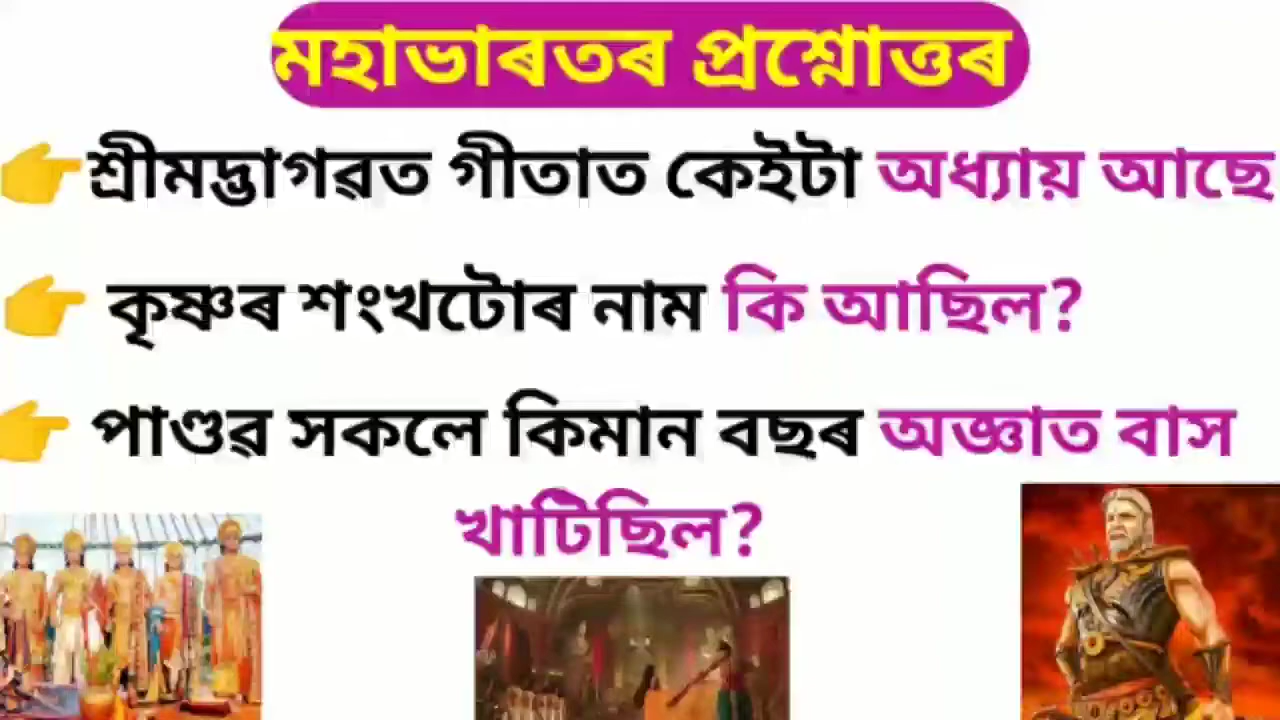 মহাভাৰতৰ প্ৰশ্নোত্তৰ
👉শ্ৰীমদ্ভাগৱত গীতাত কেইটা অধ্যায় আছে
👉 কৃষ্ণৰ শংখটোৰ নাম কি আছিল?
👉 পাণ্ডৱ সকলে কিমান বছৰ অজ্ঞাত বাস
খাটিছিল?